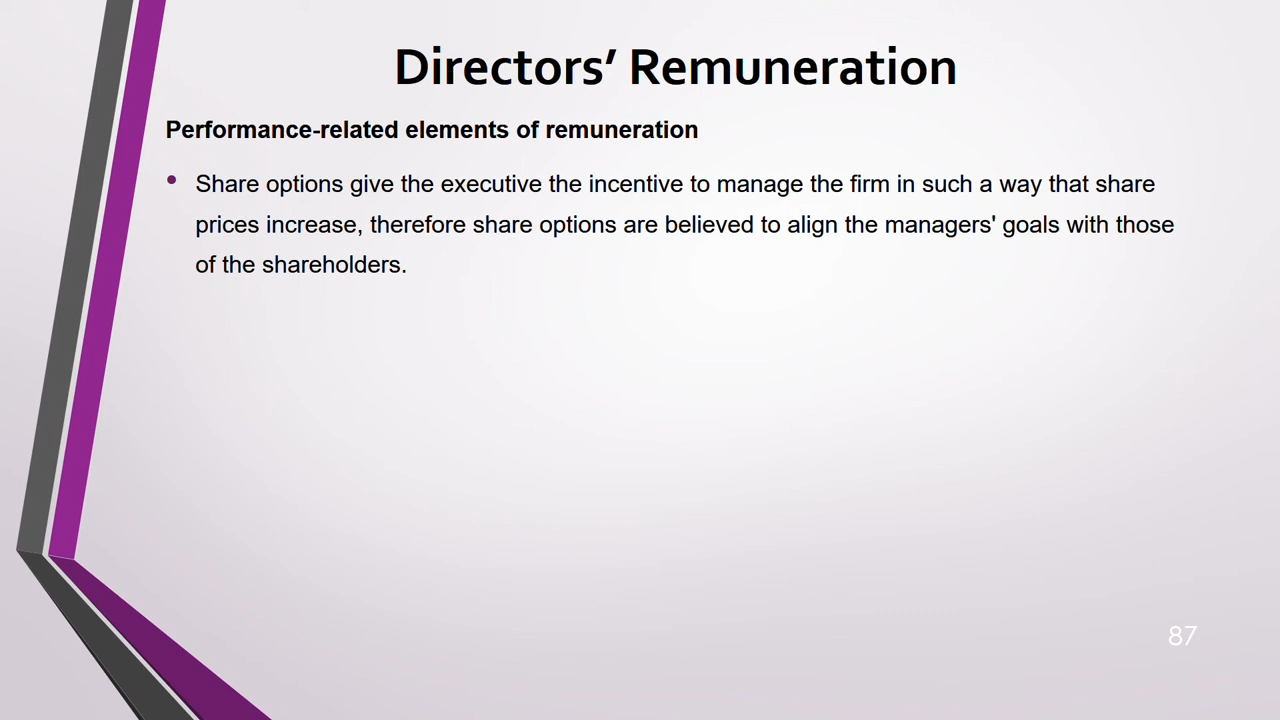 Directors’ Remuneration
Performance-related elements of remuneration
• Share options give the executive the incentive to manage the firm in such a way that share
prices increase, therefore share options are believed to align the managers' goals with those
of the shareholders.
87